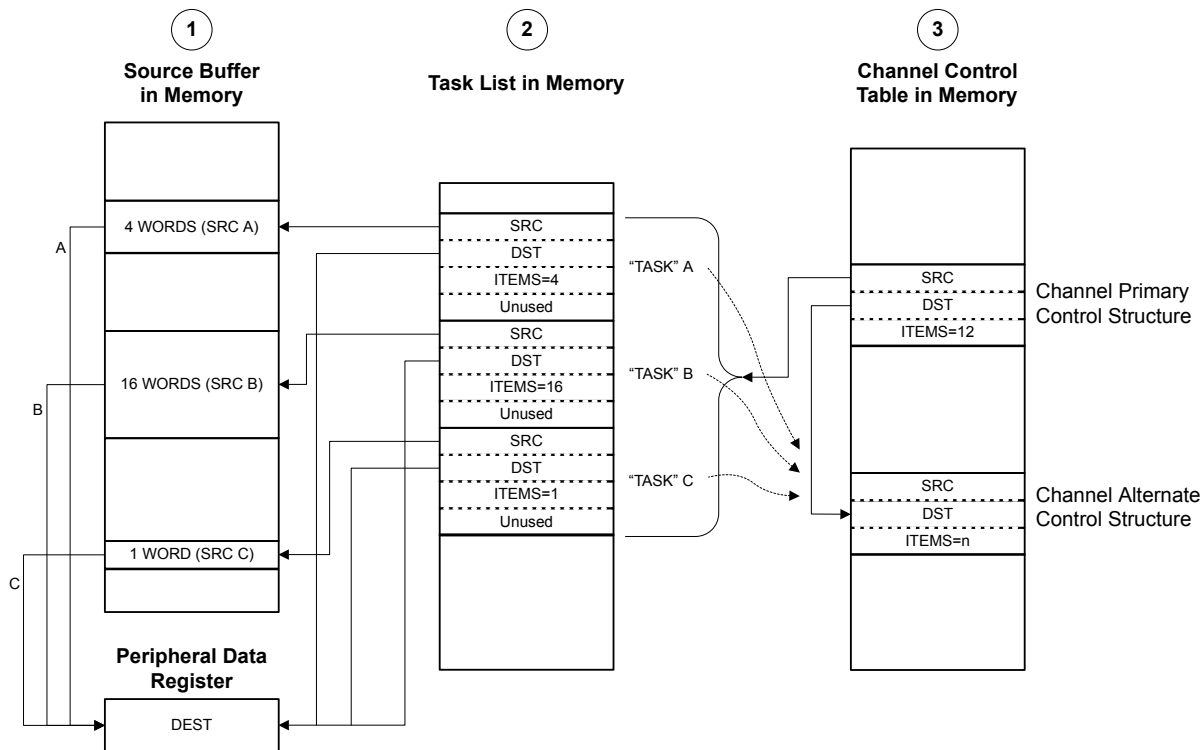 1
Source Buffer
in Memory
4 WORDS (SRC A)
16 WORDS (SRC B)
1 WORD (SRC C)
A
B
C
Peripheral Data
Register
DEST
2
Task List in Memory
SRC
DST
ITEMS=4
Unused
SRC
DST
ITEMS=16
Unused
SRC
DST
ITEMS=1
Unused
“TASK” A
“TASK” B
“TASK” C
3
Channel Control
Table in Memory
SRC
DST
ITEMS=12
Channel Primary
Control Structure
SRC
DST
ITEMS=n
Channel Alternate
Control Structure